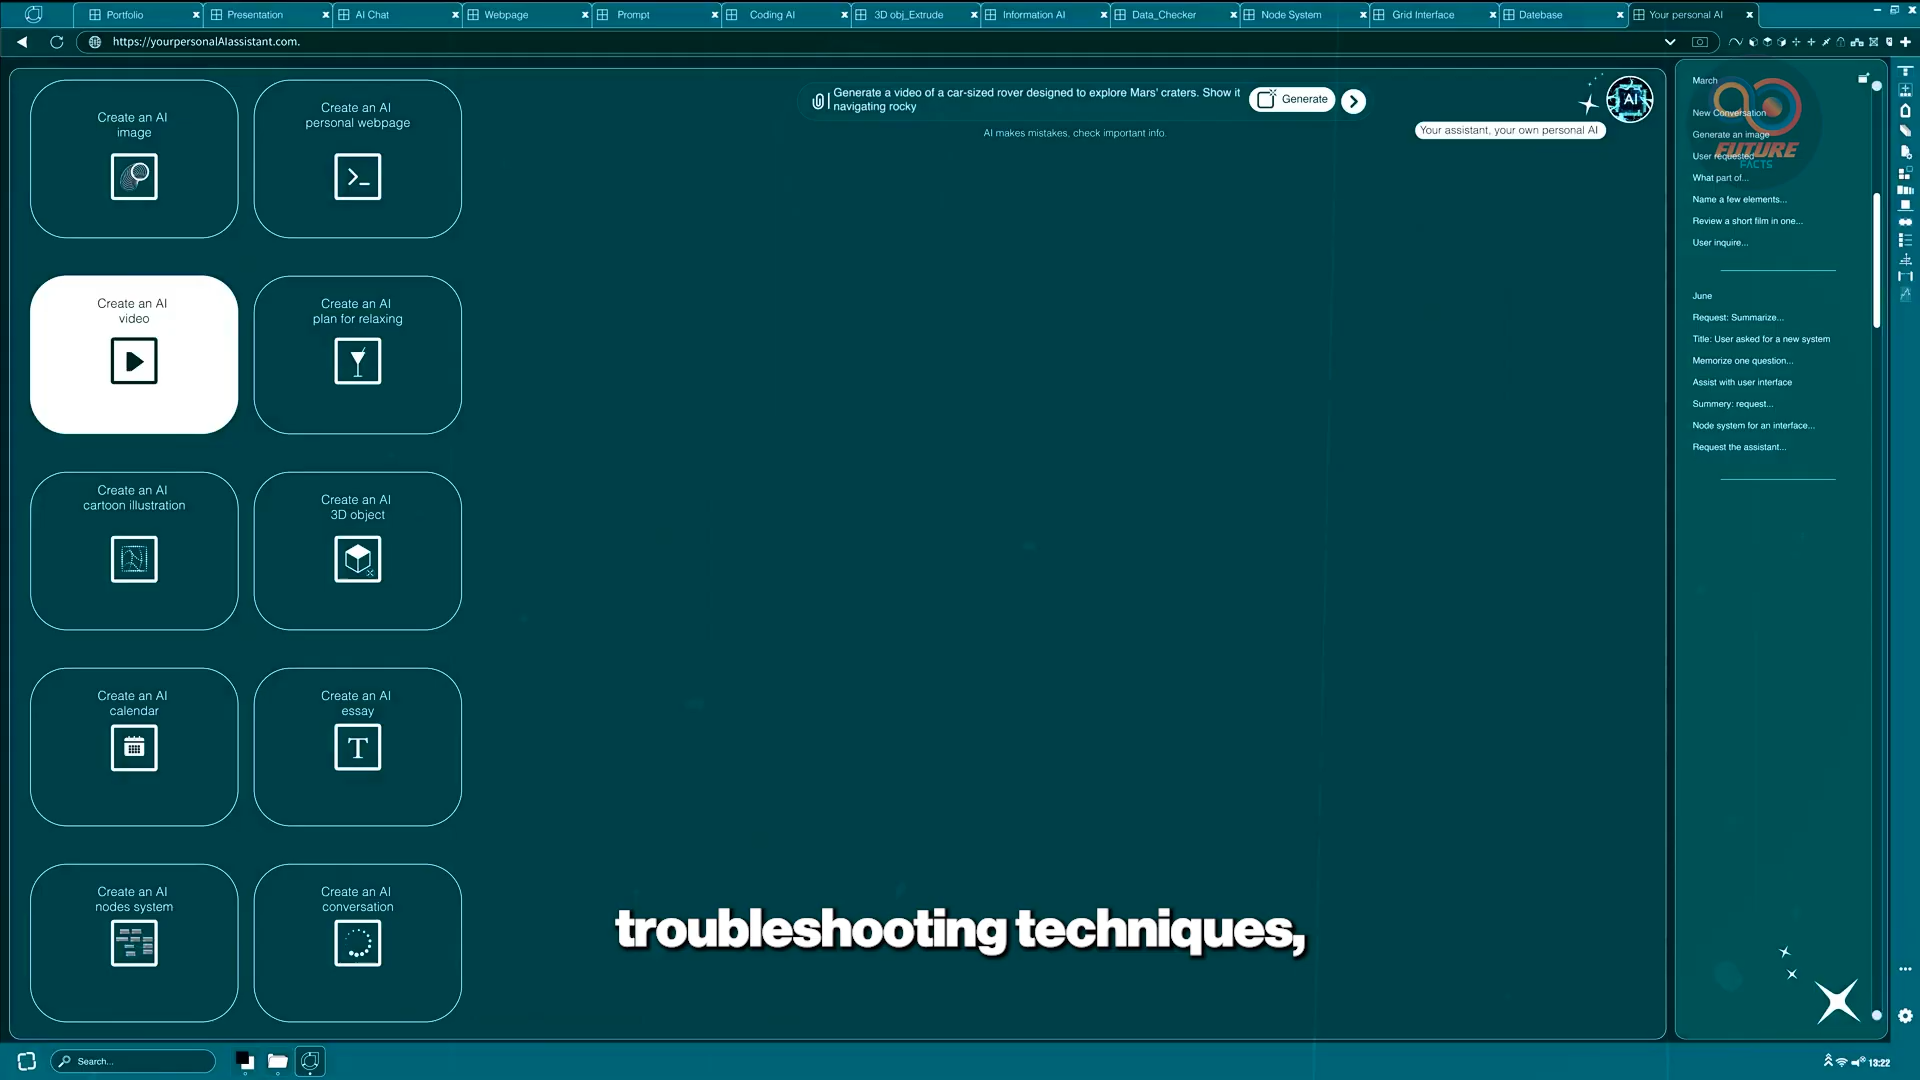 Portfolio
Presentation
AI Chat
Webpage
Prompt
Coding AI
3D obj_Extrude
Information AI
Data_Checker
Node System
Grid Interface
Datebase
Your personal AI
https://yourpersonalAIassistant.com.
Create an AI
image
Create an AI
personal webpage
Create an AI
video
Create an AI
plan for relaxing
Create an AI
cartoon illustration
Create an AI
3D object
Create an AI
calendar
Create an AI
essay
T
Create an AI
nodes system
Create an AI
conversation
Generate a video of a car-sized rover designed to explore Mars' craters. Show it
navigating rocky
Generate
AI makes mistakes, check important info.
AI
Your assistant, your own personal AI
March
New Conversation
Generate an image
User requested
What part of...
Name a few elements...
Review a short film in one...
User inquire...
FUTURE
FACTS
June
Request: Summarize...
Title: User asked for a new system
Memorize one question...
Assist with user interface
Summery: request...
Node system for an interface...
Request the assistant...
troubleshooting techniques,
Search...
13:22